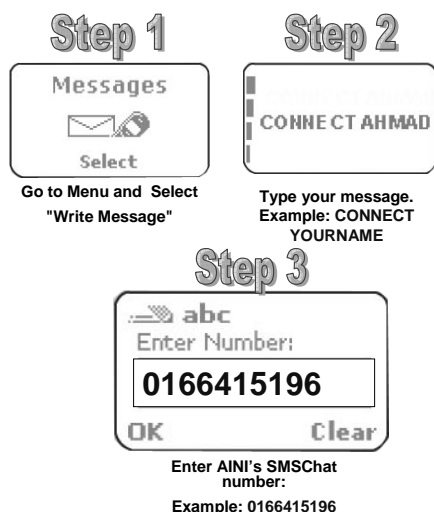 Step 1
Messages
Select
Go to Menu and Select
"Write Message"
Step 2
CONNECT AHMAD
Type your message.
Example: CONNECT
YOURNAME
Step 3
abc
Enter Number:
0166415196
OK Clear
Enter AINI's SMSChat
number:
Example: 0166415196